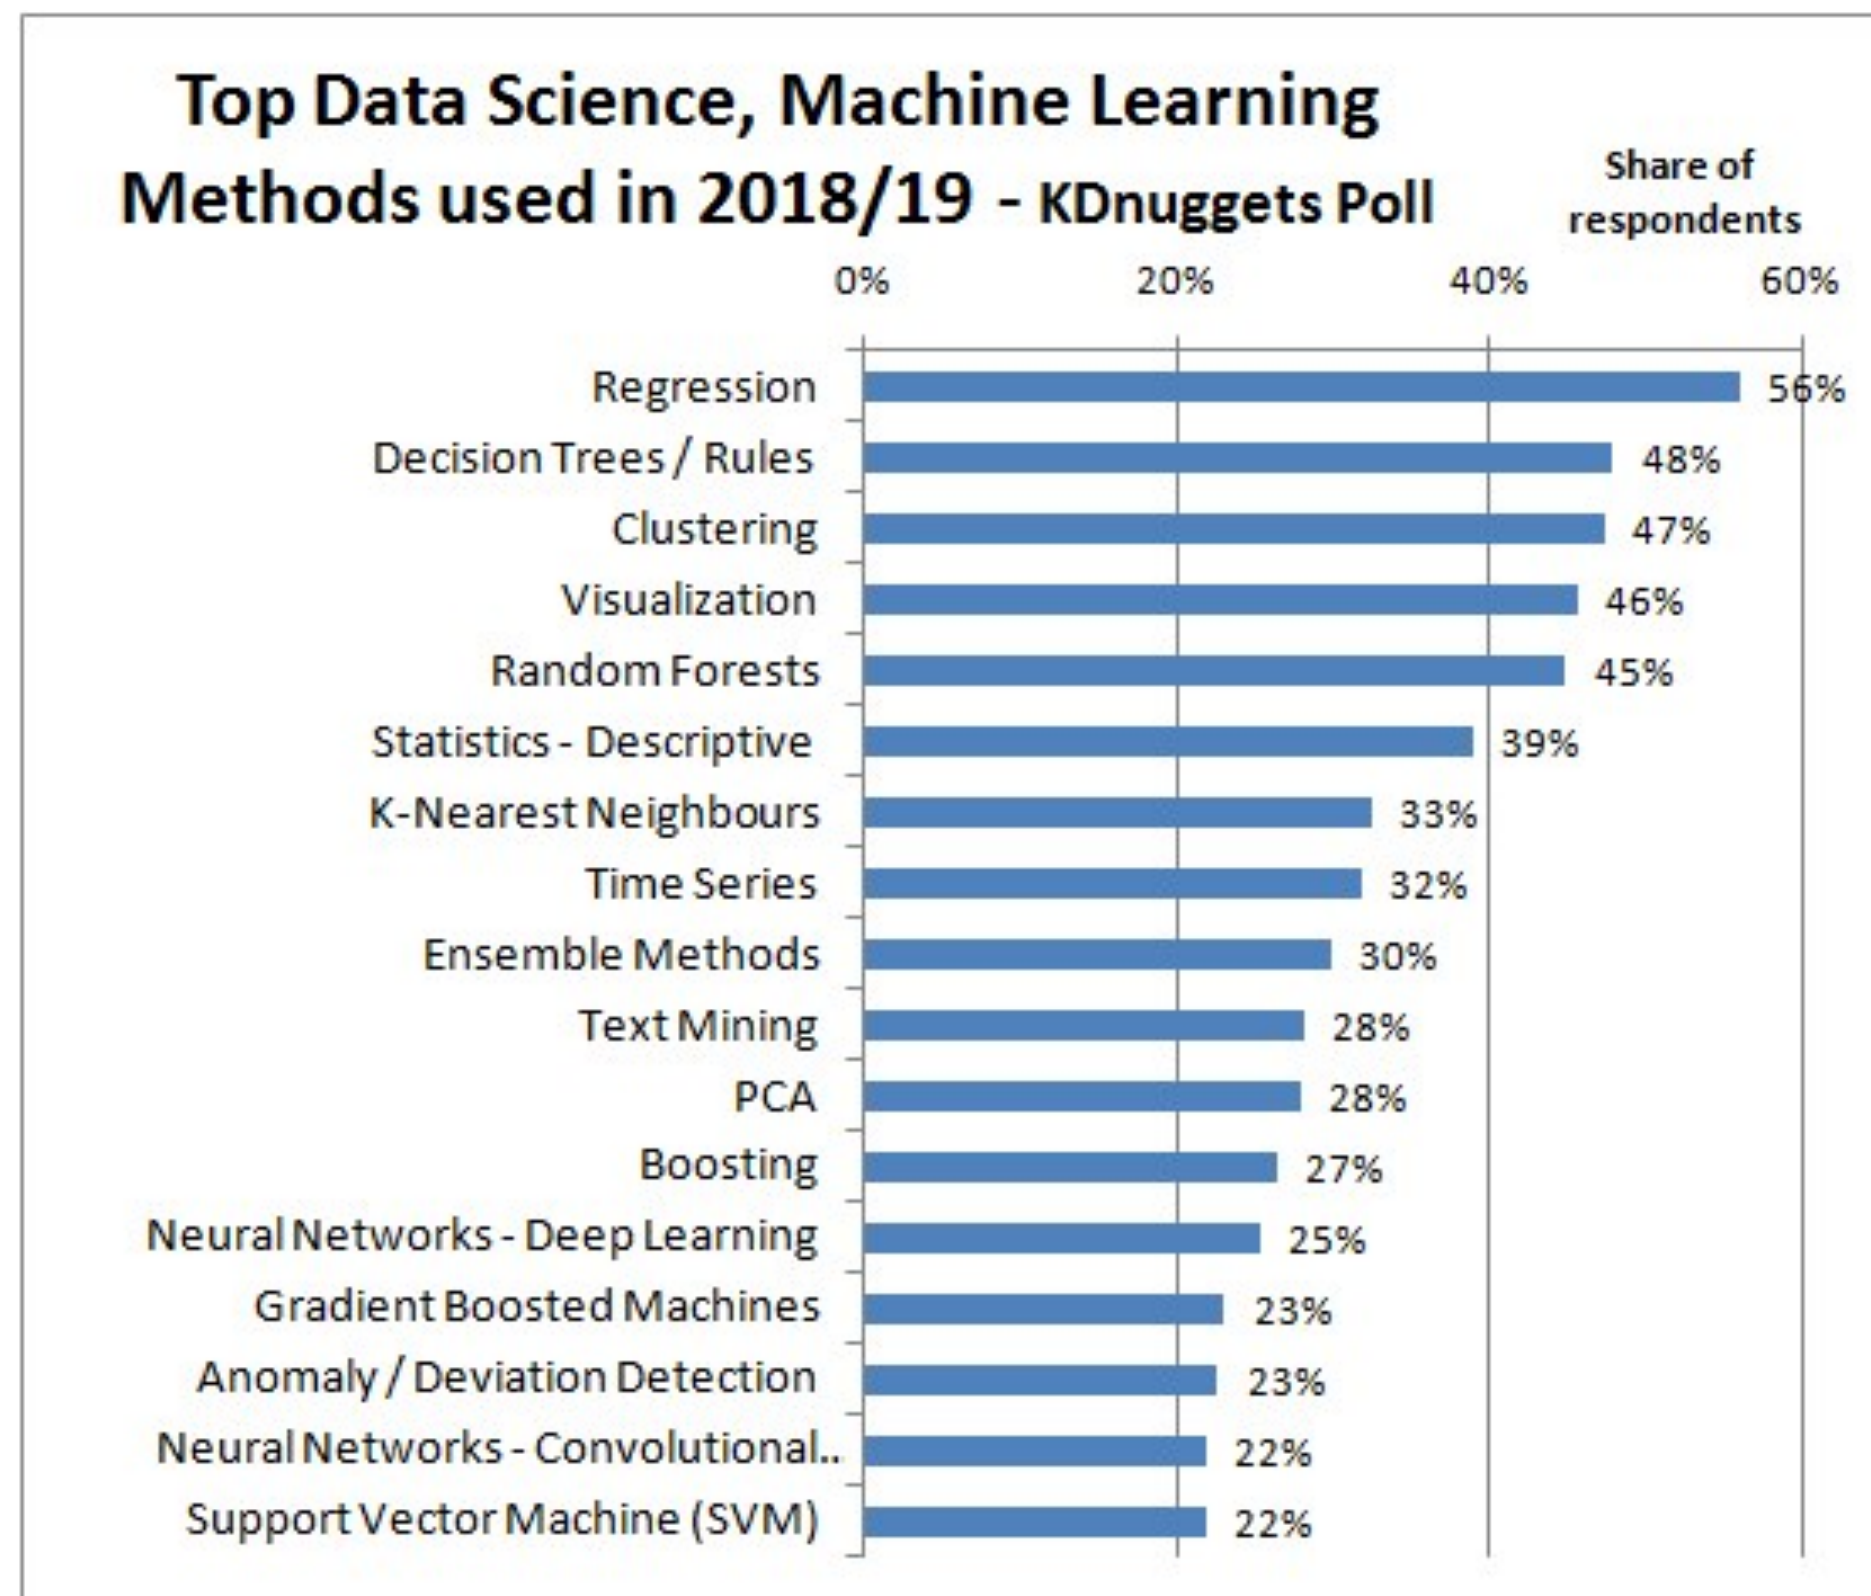 Top Data Science, Machine Learning
Methods used in 2018/19 - KDnuggets Poll
Share of
respondents
0% 20% 40% 60%
Regression 56%
Decision Trees / Rules 48%
Clustering 47%
Visualization 46%
Random Forests 45%
Statistics - Descriptive 39%
K-Nearest Neighbours 33%
Time Series 32%
Ensemble Methods 30%
Text Mining 28%
PCA 28%
Boosting 27%
Neural Networks - Deep Learning 25%
Gradient Boosted Machines 23%
Anomaly / Deviation Detection 23%
Neural Networks - Convolutional... 22%
Support Vector Machine (SVM) 22%